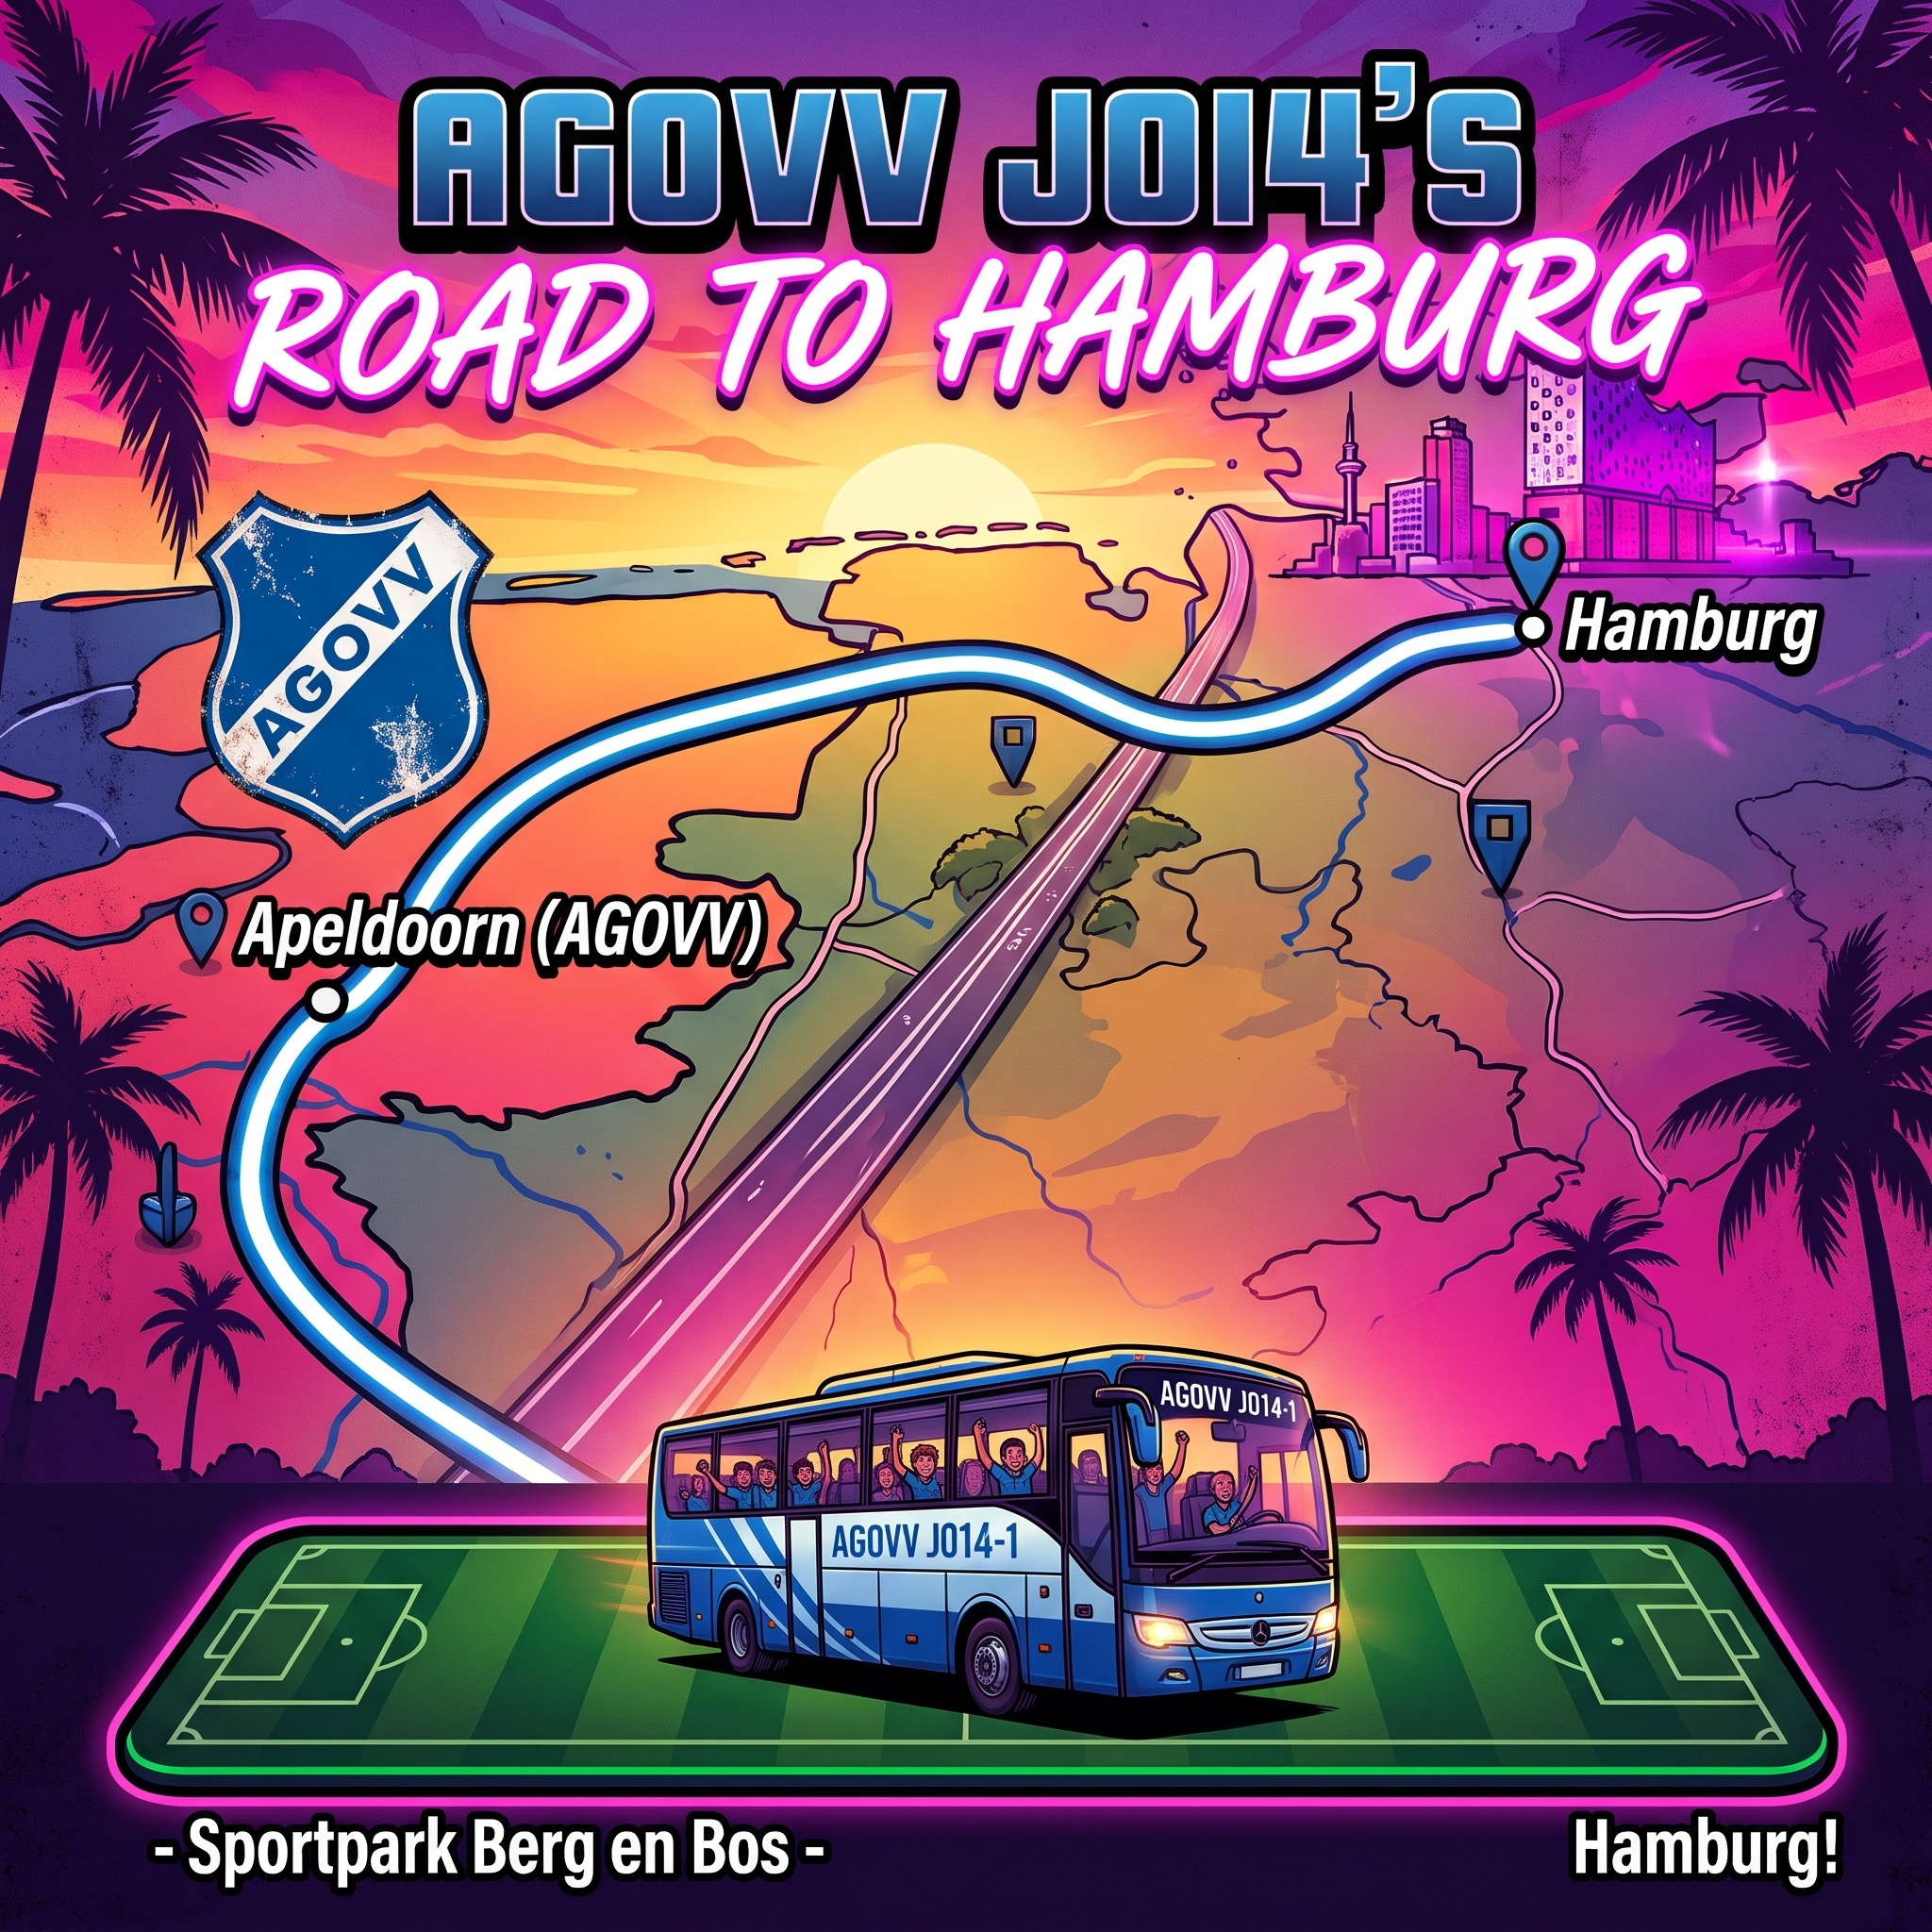 AGOVV JO14'S
ROAD TO HAMBURG
AGOVV
Hamburg
Apeldoorn (AGOVV)
AGOVV JO14-1
AGOVV JO14-1
- Sportpark Berg en Bos -
Hamburg!